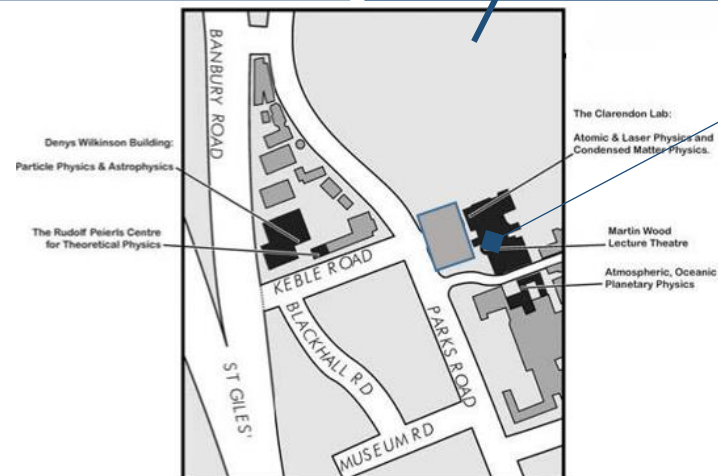 BANBURY ROAD
The Clarendon Lab:
Atomic & Laser Physics and
Condensed Matter Physics.
Denys Wilkinson Building:
Particle Physics & Astrophysics
The Rudolf Peierls Centre
for Theoretical Physics
Martin Wood
Lecture Theatre
Atmospheric, Oceanic
Planetary Physics
KEBLE ROAD
BLACKHALL RD
PARKS ROAD
ST GILES'
MUSEUM RD